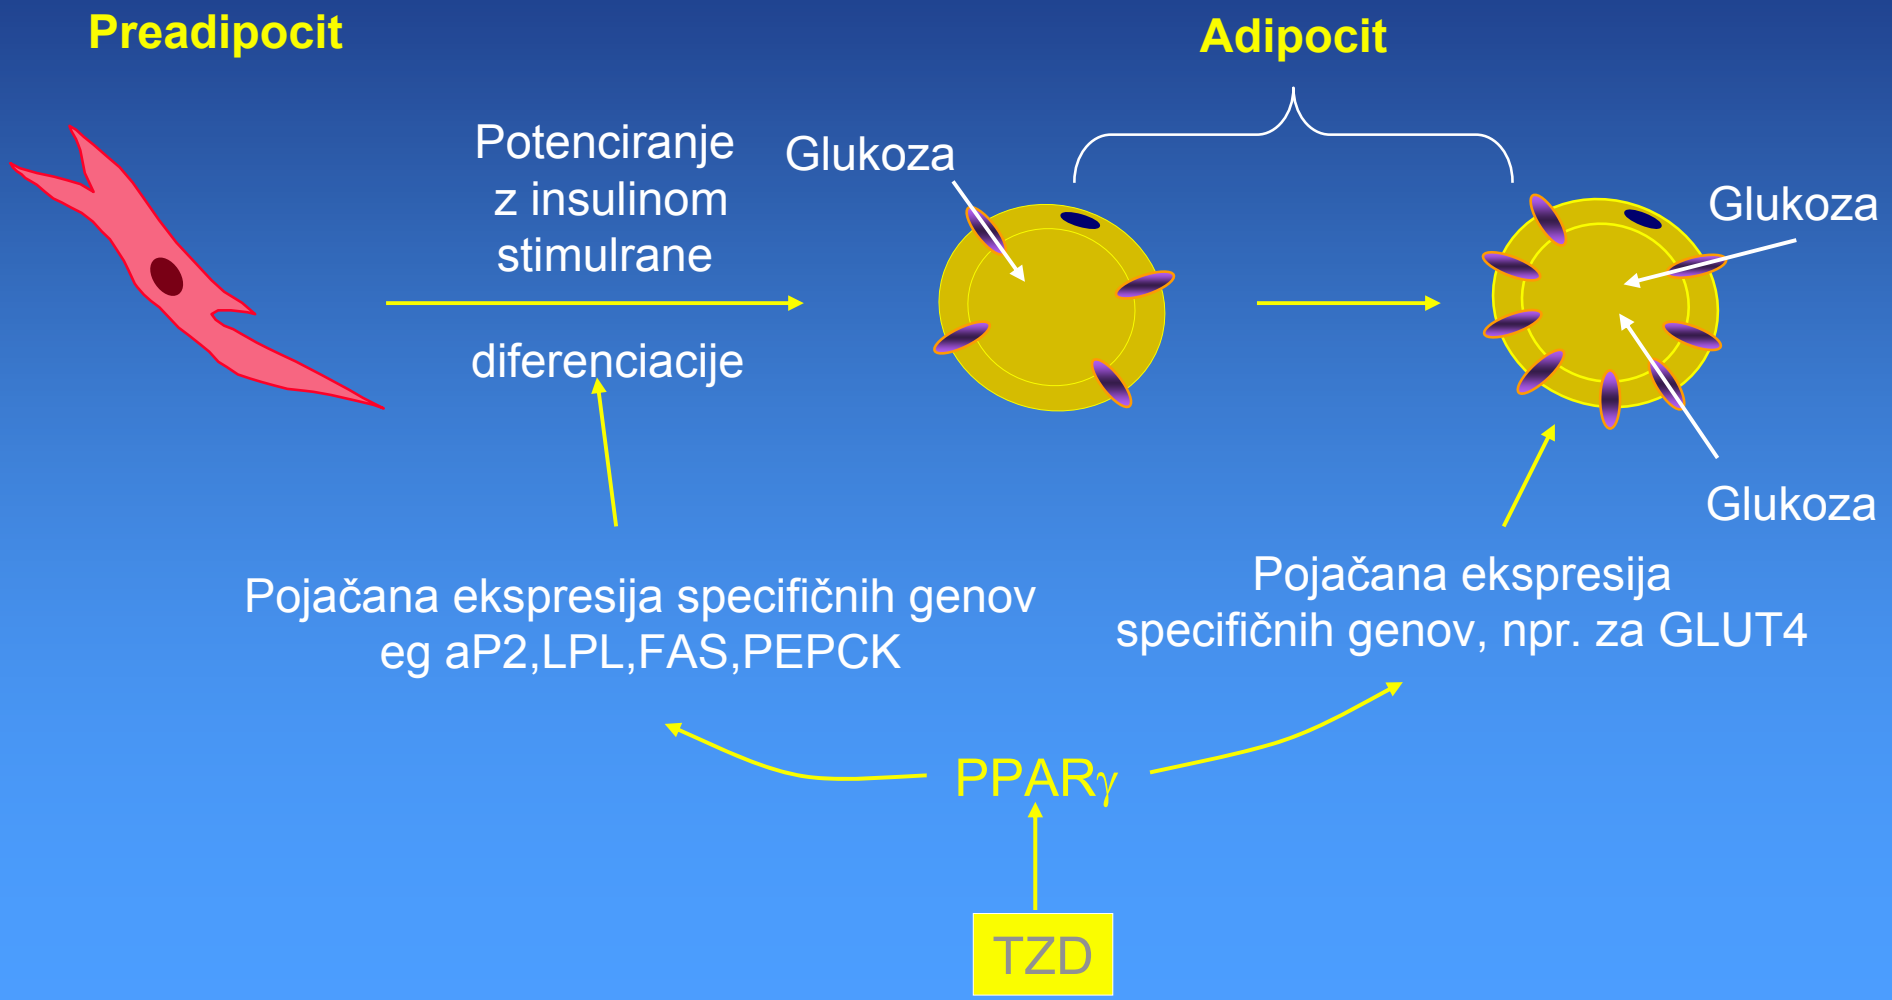 Preadipocit
Adipocit
Potenciranje
z insulinom
stimulrane
diferenciacije
Glukoza
Glukoza
Glukoza
Pojačana ekspresija specifičnih genov
eg aP2,LPL,FAS,PEPCK
Pojačana ekspresija
specifičnih genov, npr. za GLUT4
PPARγ
TZD